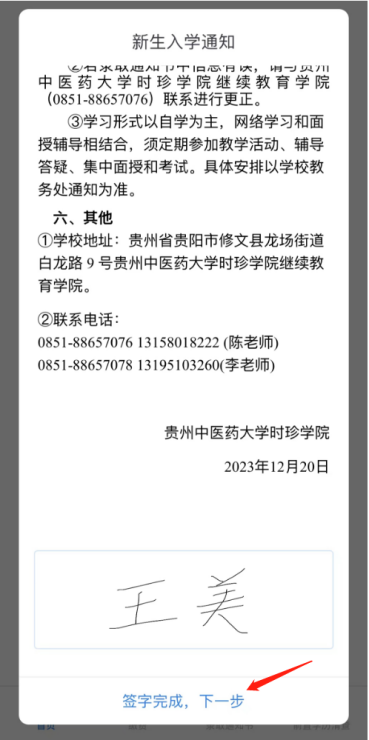 新生入学通知
②若录取通知书中信息有误，请与贵州
中医药大学时珍学院继续教育学院
（0851-88657076）联系进行更正。
③学习形式以自学为主，网络学习和面
授辅导相结合，须定期参加教学活动、辅导
答疑、集中面授和考试。具体安排以学校教
务处通知为准。
六、其他
①学校地址：贵州省贵阳市修文县龙场街道
白龙路 9 号贵州中医药大学时珍学院继续教
育学院。
②联系电话：
0851-88657076 13158018222 (陈老师)
0851-88657078 13195103260(李老师)
贵州中医药大学时珍学院
2023年12月20日
王美
签字完成，下一步
首页